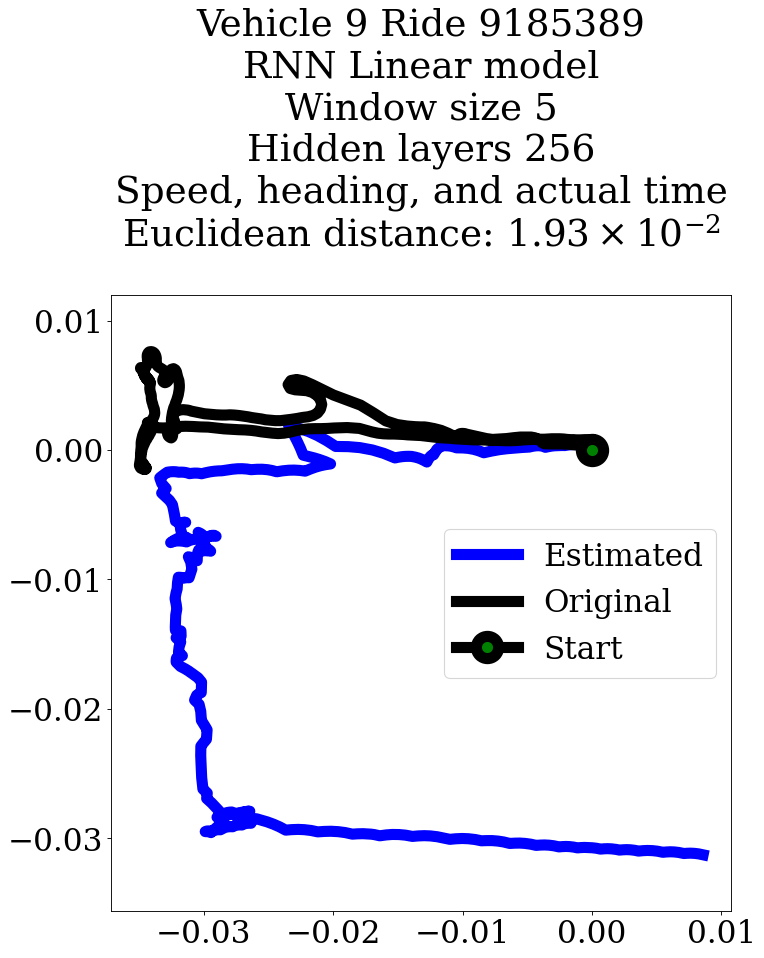 Vehicle 9 Ride 9185389
RNN Linear model
Window size 5
Hidden layers 256
Speed, heading, and actual time
Euclidean distance: 1.93 × 10⁻²
0.01
0.00
−0.01
−0.02
−0.03
Estimated
Original
Start
−0.03 −0.02 −0.01 0.00 0.01